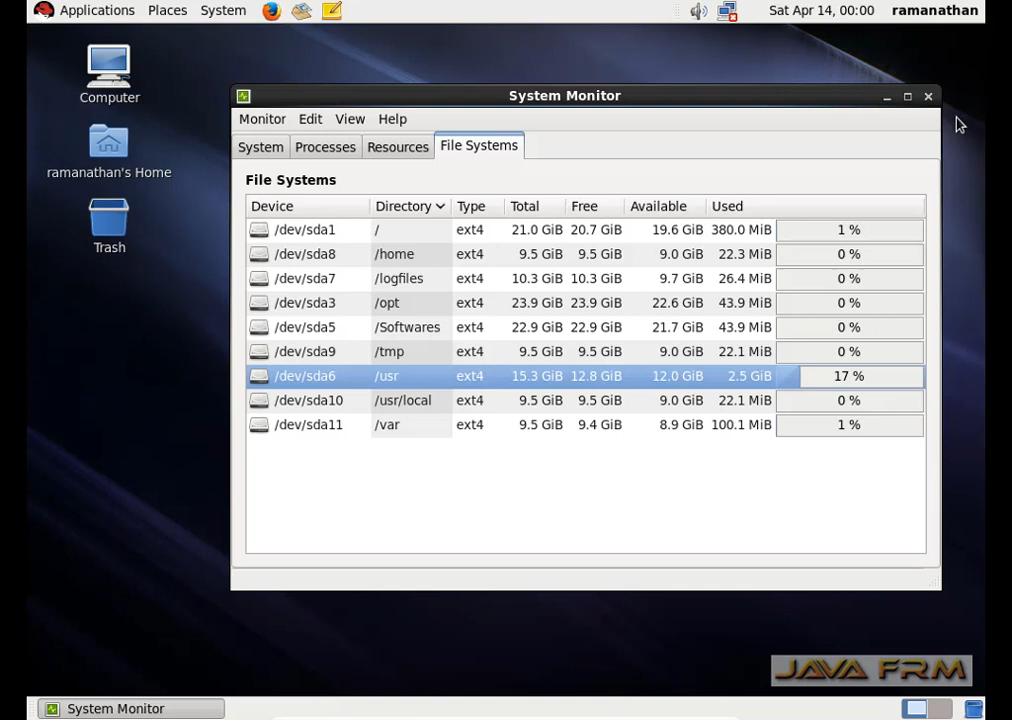 Applications Places System Sat Apr 14, 00:00 ramanathan
Computer
ramanathan's Home
Trash
System Monitor
Monitor Edit View Help
System Processes Resources File Systems
File Systems
Device Directory Type Total Free Available Used
/dev/sda1 / ext4 21.0 GiB 20.7 GiB 19.6 GiB 380.0 MiB 1 %
/dev/sda8 /home ext4 9.5 GiB 9.5 GiB 9.0 GiB 22.3 MiB 0 %
/dev/sda7 /logfiles ext4 10.3 GiB 10.3 GiB 9.7 GiB 26.4 MiB 0 %
/dev/sda3 /opt ext4 23.9 GiB 23.9 GiB 22.6 GiB 43.9 MiB 0 %
/dev/sda5 /Softwares ext4 22.9 GiB 22.9 GiB 21.7 GiB 43.9 MiB 0 %
/dev/sda9 /tmp ext4 9.5 GiB 9.5 GiB 9.0 GiB 22.1 MiB 0 %
/dev/sda6 /usr ext4 15.3 GiB 12.8 GiB 12.0 GiB 2.5 GiB 17 %
/dev/sda10 /usr/local ext4 9.5 GiB 9.5 GiB 9.0 GiB 22.1 MiB 0 %
/dev/sda11 /var ext4 9.5 GiB 9.4 GiB 8.9 GiB 100.1 MiB 1 %
JAVA FRM
System Monitor